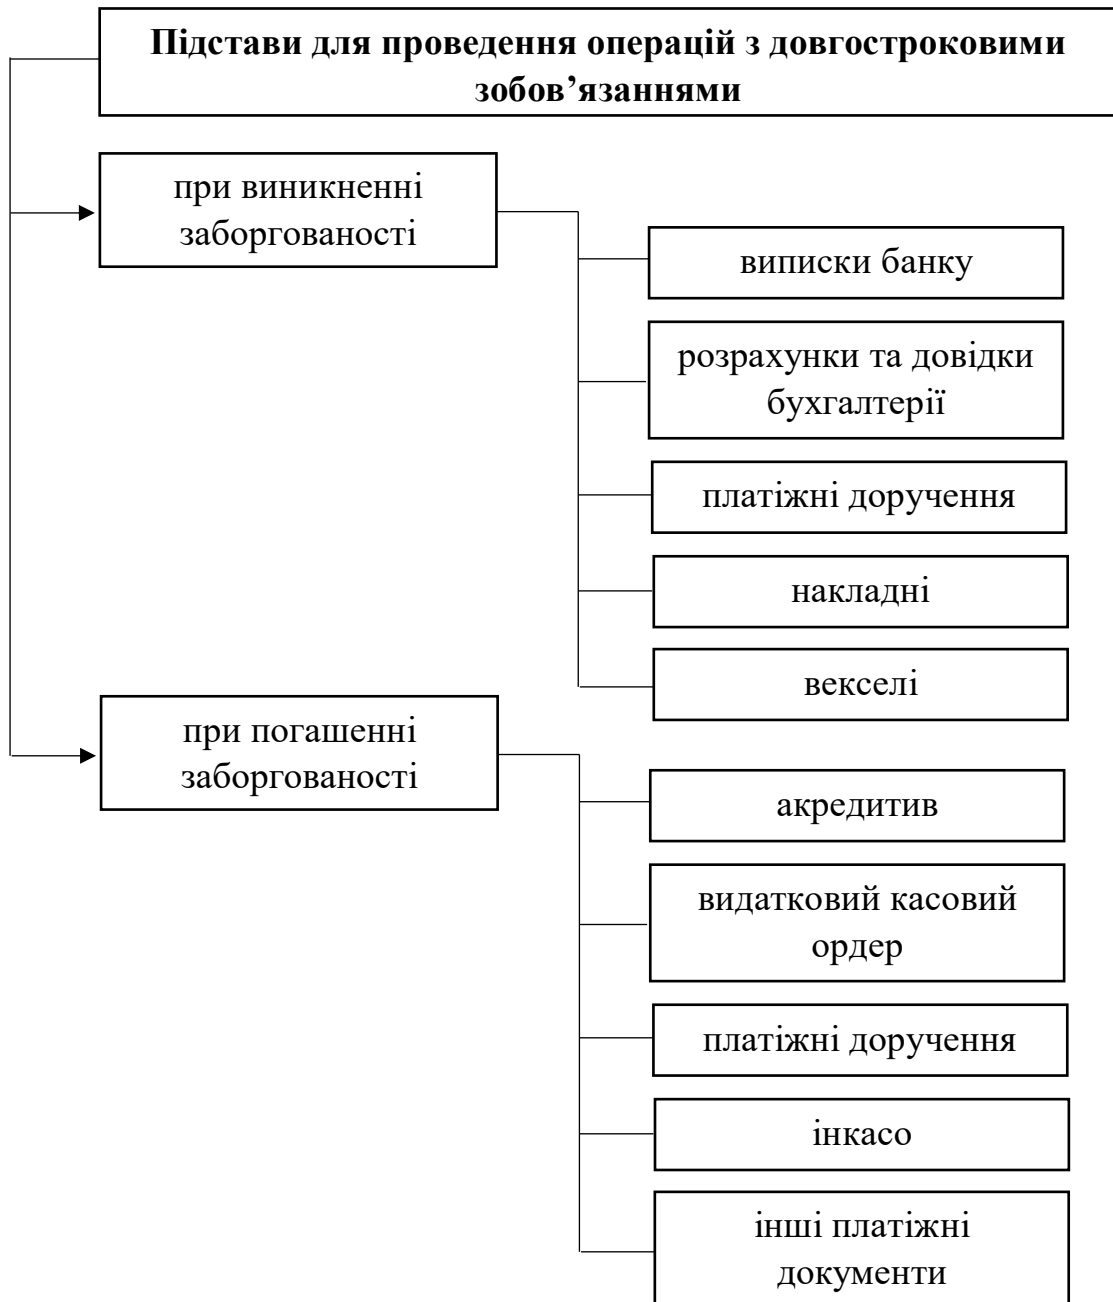 Підстави для проведення операцій з довгостроковими
зобов’язаннями
при виникненні
заборгованості
виписки банку
розрахунки та довідки
бухгалтерії
платіжні доручення
накладні
векселі
при погашенні
заборгованості
акредитив
видатковий касовий
ордер
платіжні доручення
інкасо
інші платіжні
документи